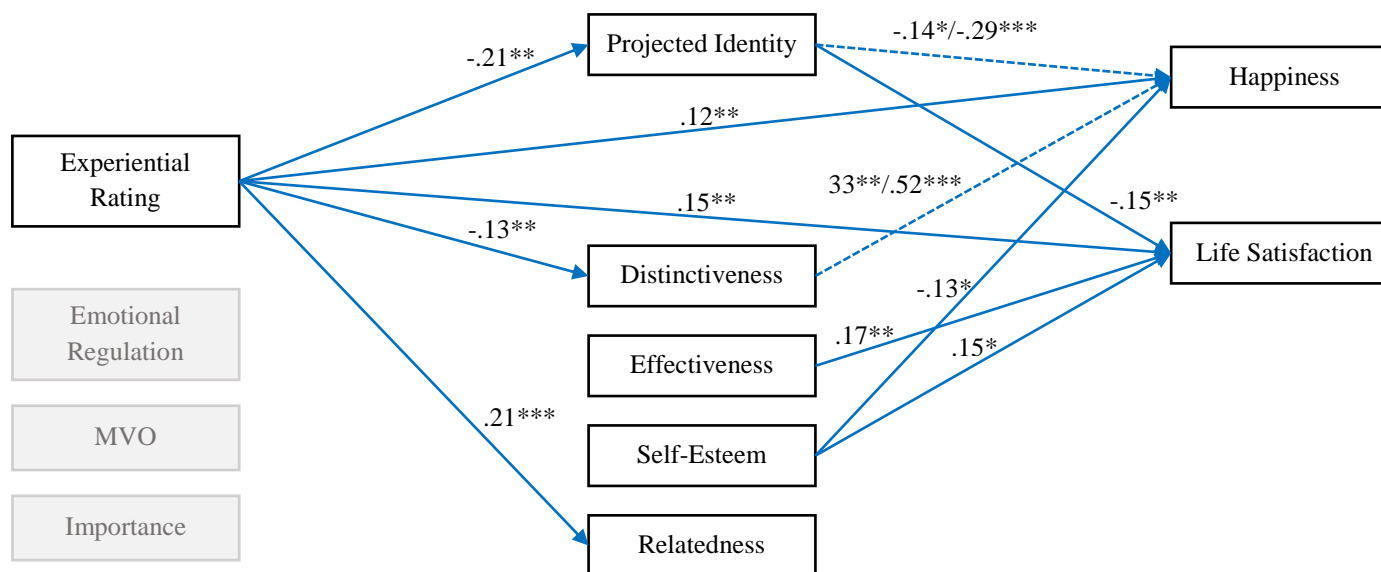 Projected Identity
-.14*/-.29***
Happiness
-.21**
.12**
Experiential
Rating
33**/.52***
.15**
-.15**
-.13**
Distinctiveness
Life Satisfaction
-.13*
Emotional
Regulation
Effectiveness
.17**
.15*
.21***
MVO
Self-Esteem
Importance
Relatedness